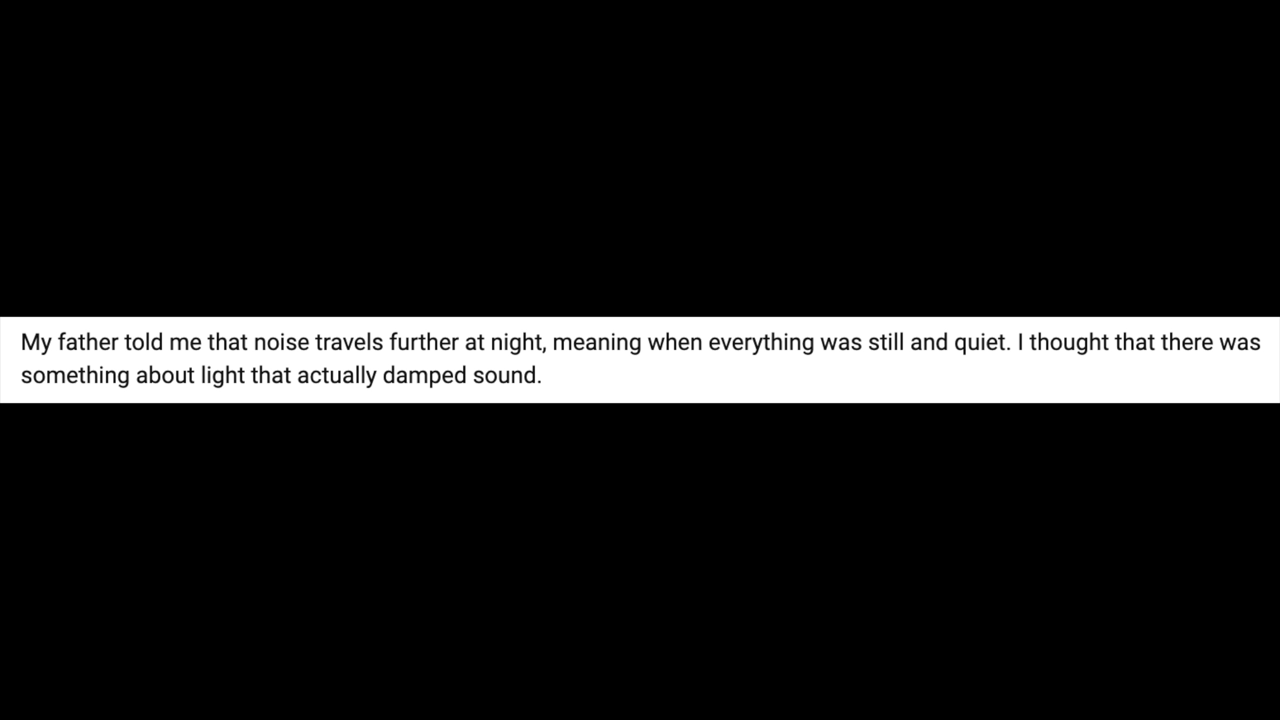 My father told me that noise travels further at night, meaning when everything was still and quiet. I thought that there was
something about light that actually damped sound.